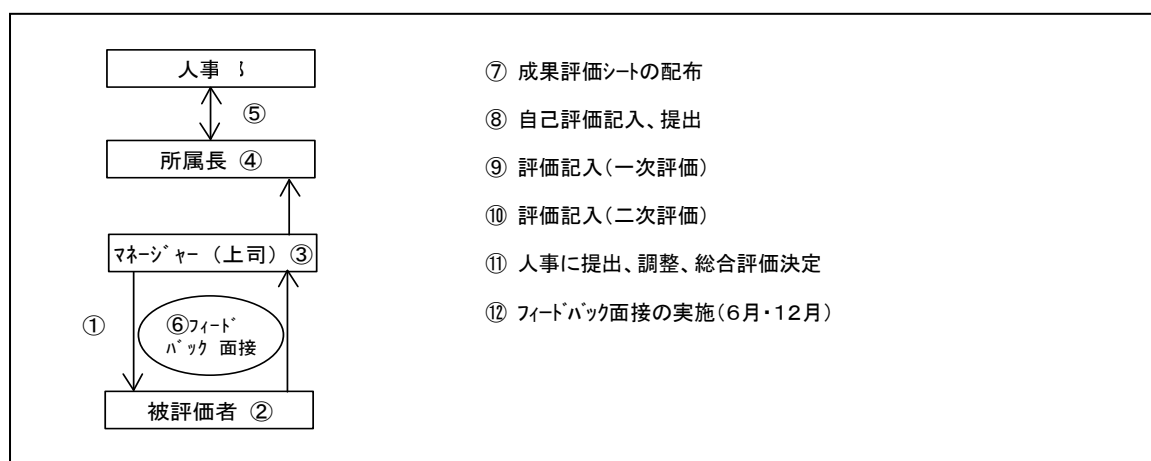 人事 ⌇
⑤
所属長 ④
マネージャー (上司) ③
①
⑥フィード
バック 面接
被評価者 ②
⑦ 成果評価シートの配布
⑧ 自己評価記入、提出
⑨ 評価記入(一次評価)
⑩ 評価記入(二次評価)
⑪ 人事に提出、調整、総合評価決定
⑫ フィードバック面接の実施(6月・12月)